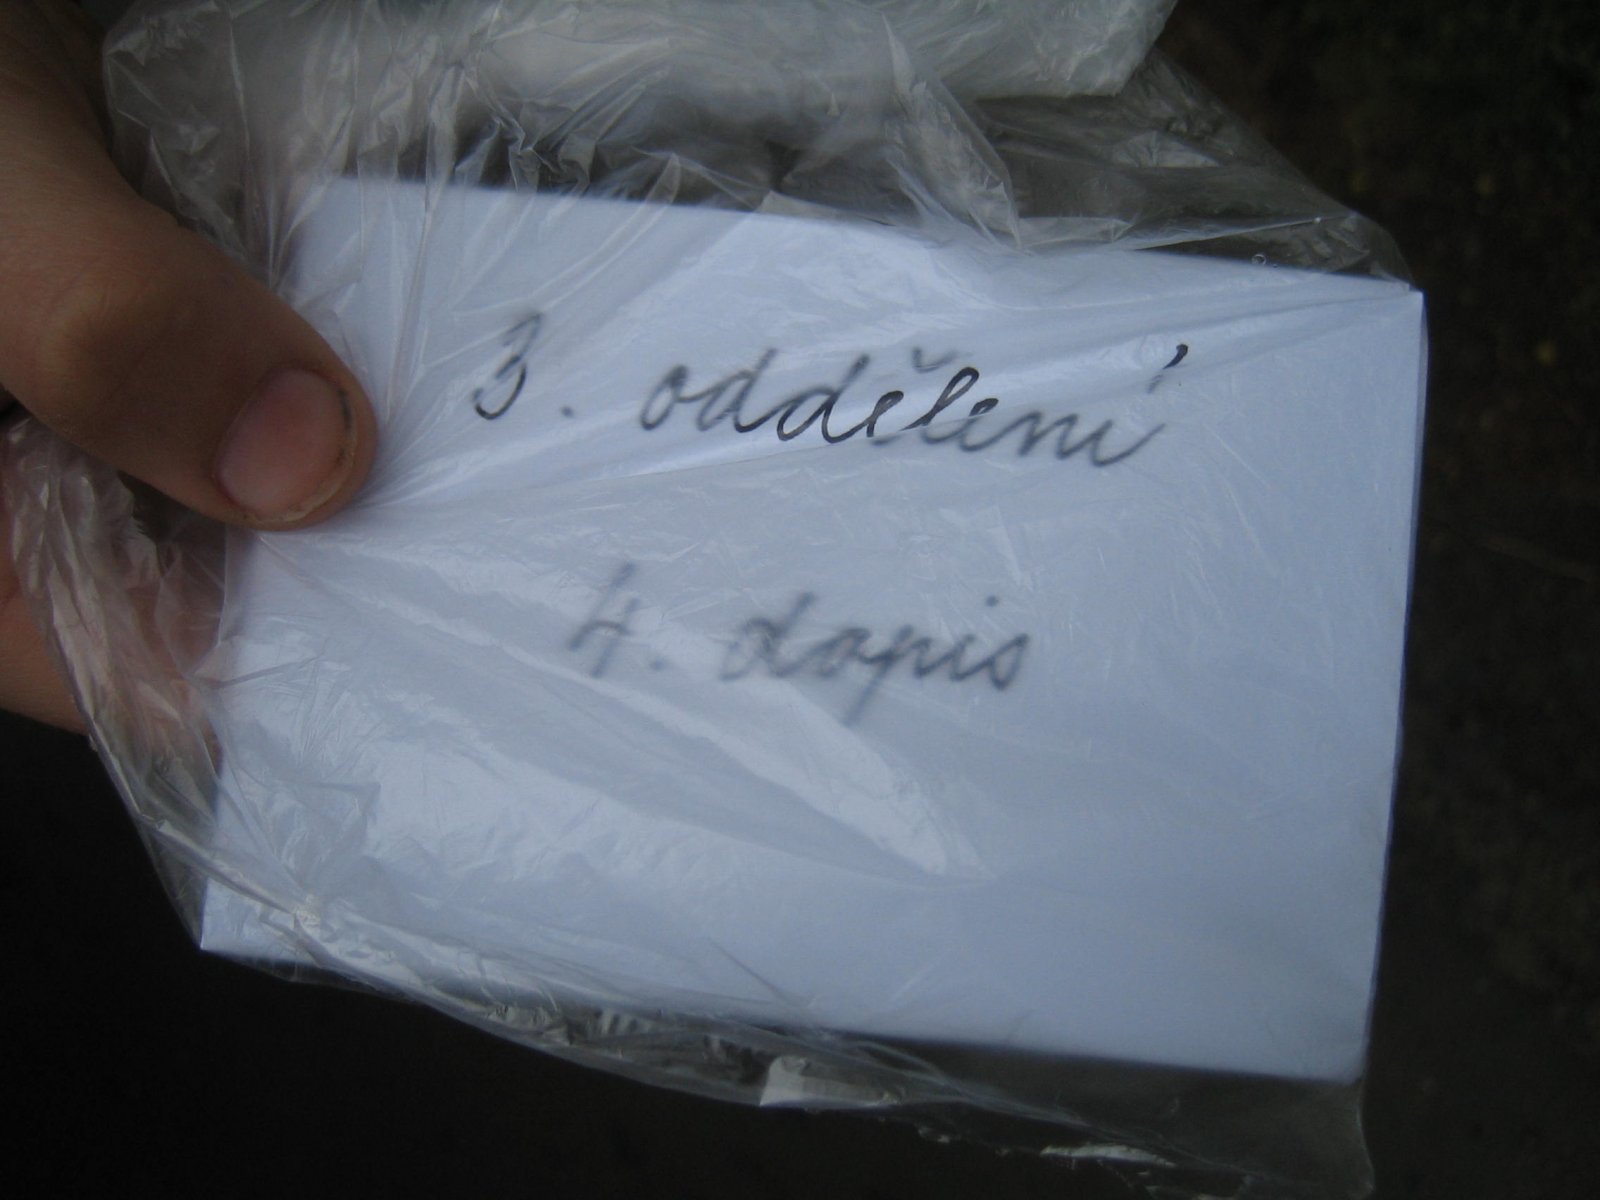 3. oddělení
4. dopis